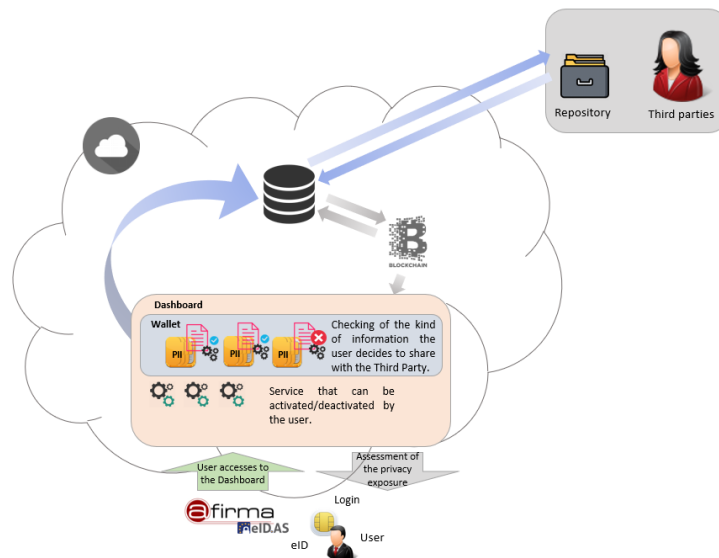 Repository
Third parties
BLOCKCHAIN
Dashboard
Wallet
PII
PII
PII
Checking of the kind
of information the
user decides to share
with the Third Party.
Service that can be
activated/deactivated by
the user.
User accesses to
the Dashboard
Assessment of
the privacy
exposure
@firma
eID.AS
Login
eID
User